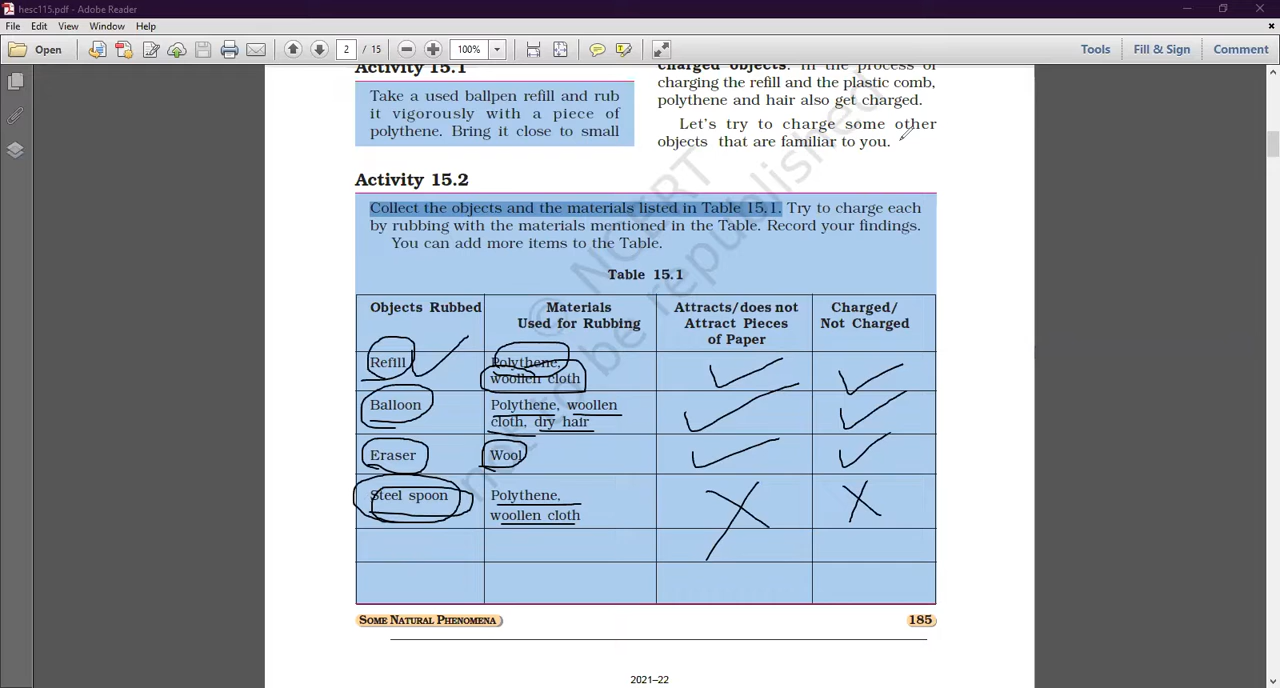 hesc115.pdf - Adobe Reader
File Edit View Window Help
Open 2 / 15 100% Tools Fill & Sign Comment
Activity 15.1
Take a used ballpen refill and rub
it vigorously with a piece of
polythene. Bring it close to small
charged objects. In the process of
charging the refill and the plastic comb,
polythene and hair also get charged.
Let's try to charge some other
objects that are familiar to you.
Activity 15.2
Collect the objects and the materials listed in Table 15.1. Try to charge each
by rubbing with the materials mentioned in the Table. Record your findings.
You can add more items to the Table.
Table 15.1
Objects Rubbed
Materials
Used for Rubbing
Attracts/does not
Attract Pieces
of Paper
Charged/
Not Charged
Refill
Polythene,
woollen cloth
Balloon
Polythene, woollen
cloth, dry hair
Eraser
Wool
Steel spoon
Polythene,
woollen cloth
© NCERT
not to be republished
Some Natural Phenomena
185
2021–22